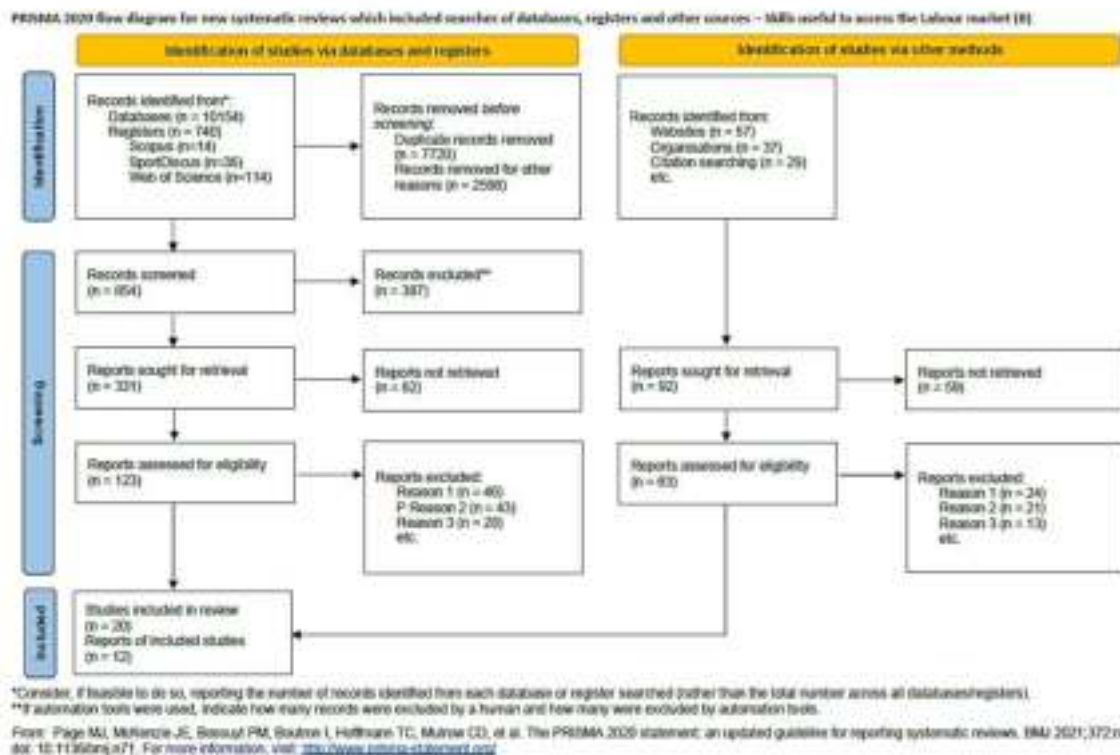 PRISMA 2020 flow diagram for new systematic reviews which included searches of databases, registers and other sources – Skills useful to access the Labour market (B)
Identification of studies via databases and registers
Identification of studies via other methods
Identification
Records identified from*:
Databases (n = 10154)
Registers (n = 740)
Scopus (n=14)
SportDiscus (n=36)
Web of Science (n=114)
Records removed before
screening:
Duplicate records removed
(n = 7720)
Records removed for other
reasons (n = )
Records identified from:
Websites (n = 57)
Organisations (n = 37)
Citation searching (n = 29)
etc.
Screening
Records screened
(n = 854)
Records excluded**
(n = 387)
Reports sought for retrieval
(n = 321)
Reports not retrieved
(n = 62)
Reports sought for retrieval
(n = 92)
Reports not retrieved
(n = 59)
Reports assessed for eligibility
(n = 123)
Reports excluded:
Reason 1 (n = 46)
P Reason 2 (n = 43)
Reason 3 (n = 28)
etc.
Reports assessed for eligibility
(n = 63)
Reports excluded:
Reason 1 (n = 24)
Reason 2 (n = 21)
Reason 3 (n = 13)
etc.
Included
Studies included in review
(n = 20)
Reports of included studies
(n = 12)
*Consider, if feasible to do so, reporting the number of records identified from each database or register searched (rather than the total number across all databases/registers).
**If automation tools were used, indicate how many records were excluded by a human and how many were excluded by automation tools.
From: Page MJ, McKenzie JE, Bossuyt PM, Boutron I, Hoffmann TC, Mulrow CD, et al. The PRISMA 2020 statement: an updated guideline for reporting systematic reviews. BMJ 2021;372:
doi: 10.1136/bmj.n71. For more information, visit: http://www.prisma-statement.org/